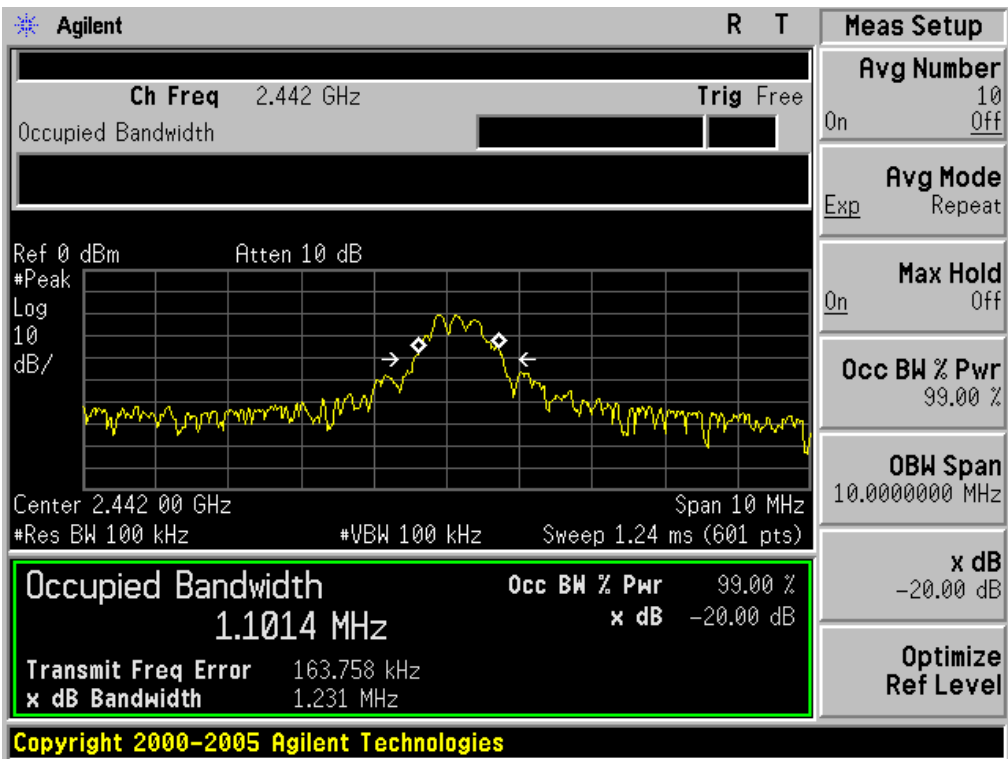 Agilent R T
Ch Freq 2.442 GHz Trig Free
Occupied Bandwidth
Ref 0 dBm Atten 10 dB
#Peak
Log
10
dB/
Center 2.442 00 GHz Span 10 MHz
#Res BW 100 kHz #VBW 100 kHz Sweep 1.24 ms (601 pts)
Occupied Bandwidth Occ BW % Pwr 99.00 %
1.1014 MHz x dB -20.00 dB
Transmit Freq Error 163.758 kHz
x dB Bandwidth 1.231 MHz
Copyright 2000-2005 Agilent Technologies
Meas Setup
Avg Number
10
On Off
Avg Mode
Exp Repeat
Max Hold
On Off
Occ BW % Pwr
99.00 %
OBW Span
10.0000000 MHz
x dB
-20.00 dB
Optimize
Ref Level